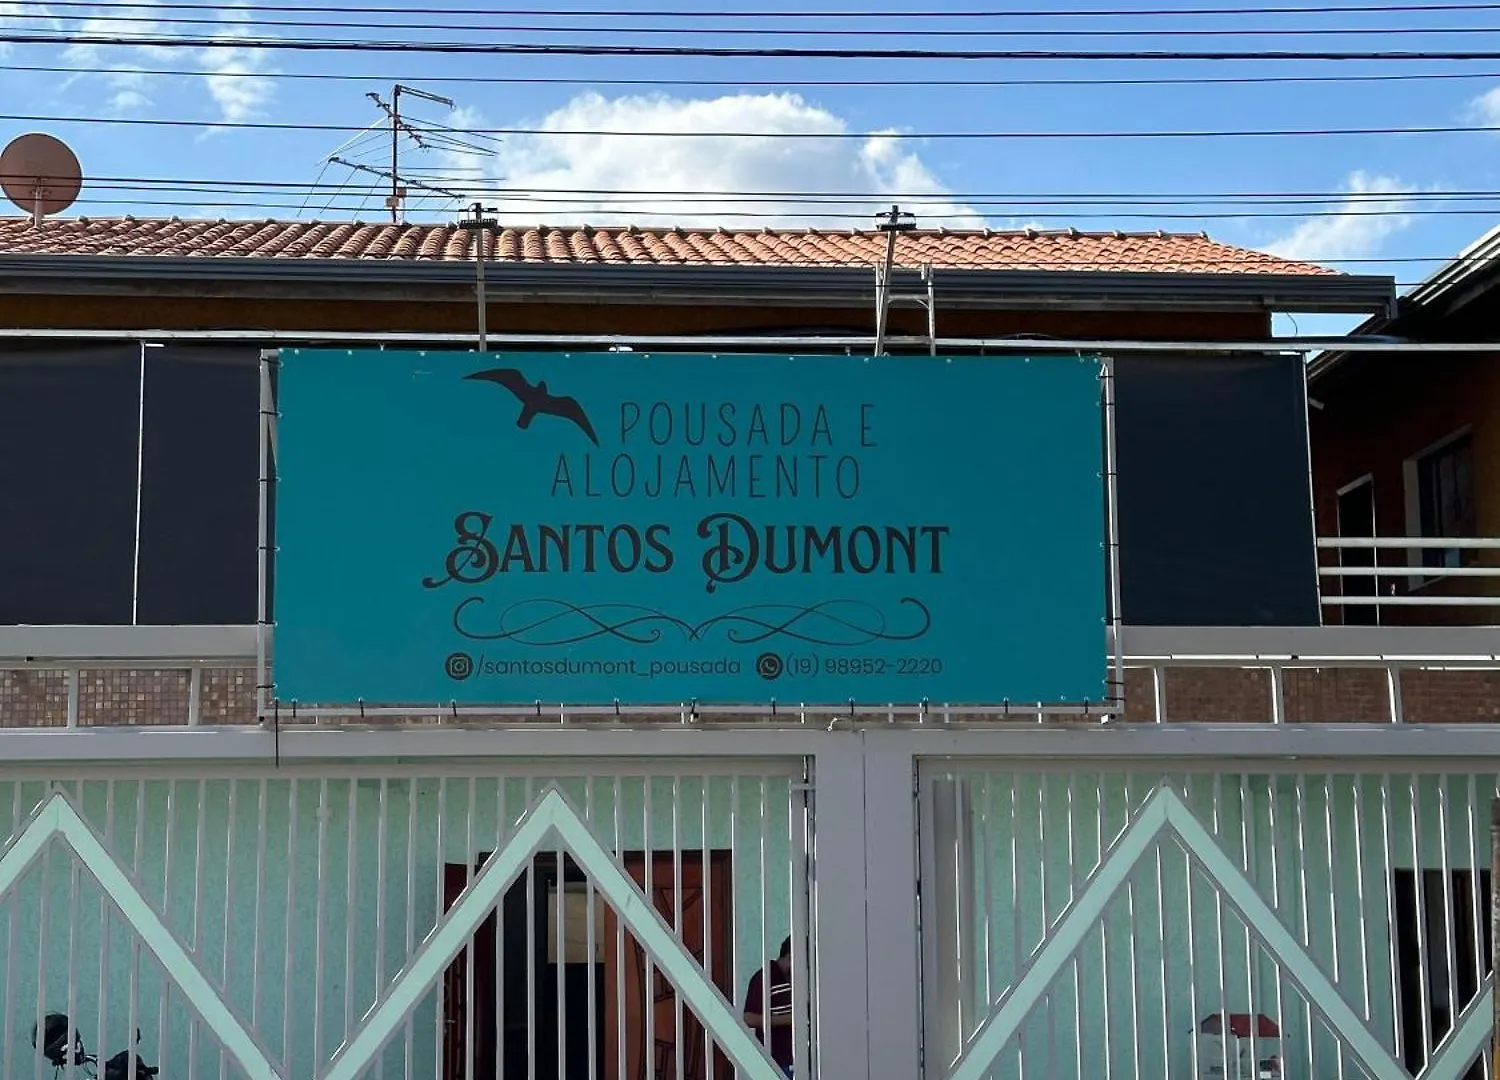 POUSADA E
ALOJAMENTO
SANTOS DUMONT
/santosdumont_pousada (19) 98952-2220